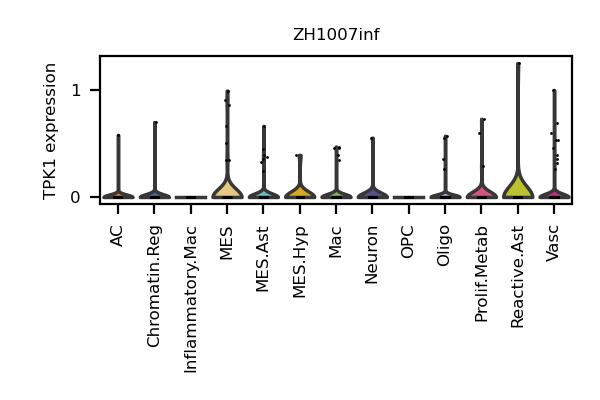 ZH1007inf
TPK1 expression
1
0
AC
Chromatin.Reg
Inflammatory.Mac
MES
MES.Ast
MES.Hyp
Mac
Neuron
OPC
Oligo
Prolif.Metab
Reactive.Ast
Vasc